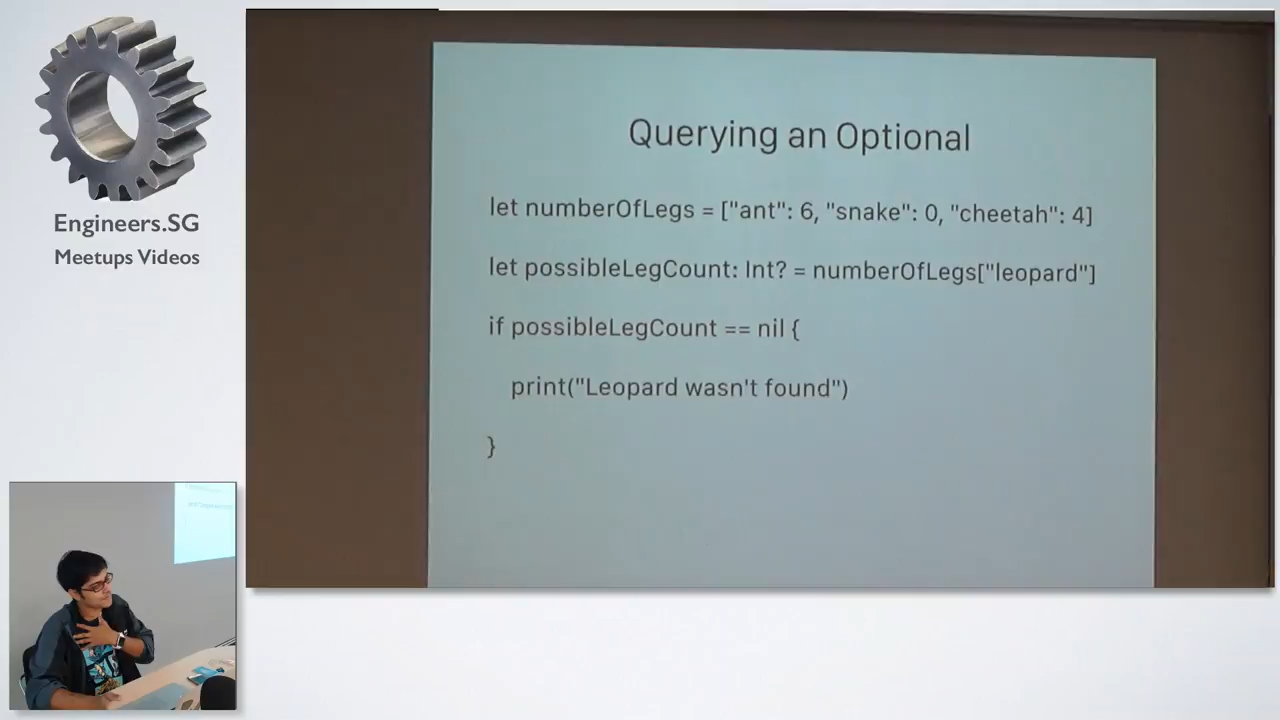 Engineers.SG
Meetups Videos
Querying an Optional
let numberOfLegs = ["ant": 6, "snake": 0, "cheetah": 4]
let possibleLegCount: Int? = numberOfLegs["leopard"]
if possibleLegCount == nil {
print("Leopard wasn't found")
}